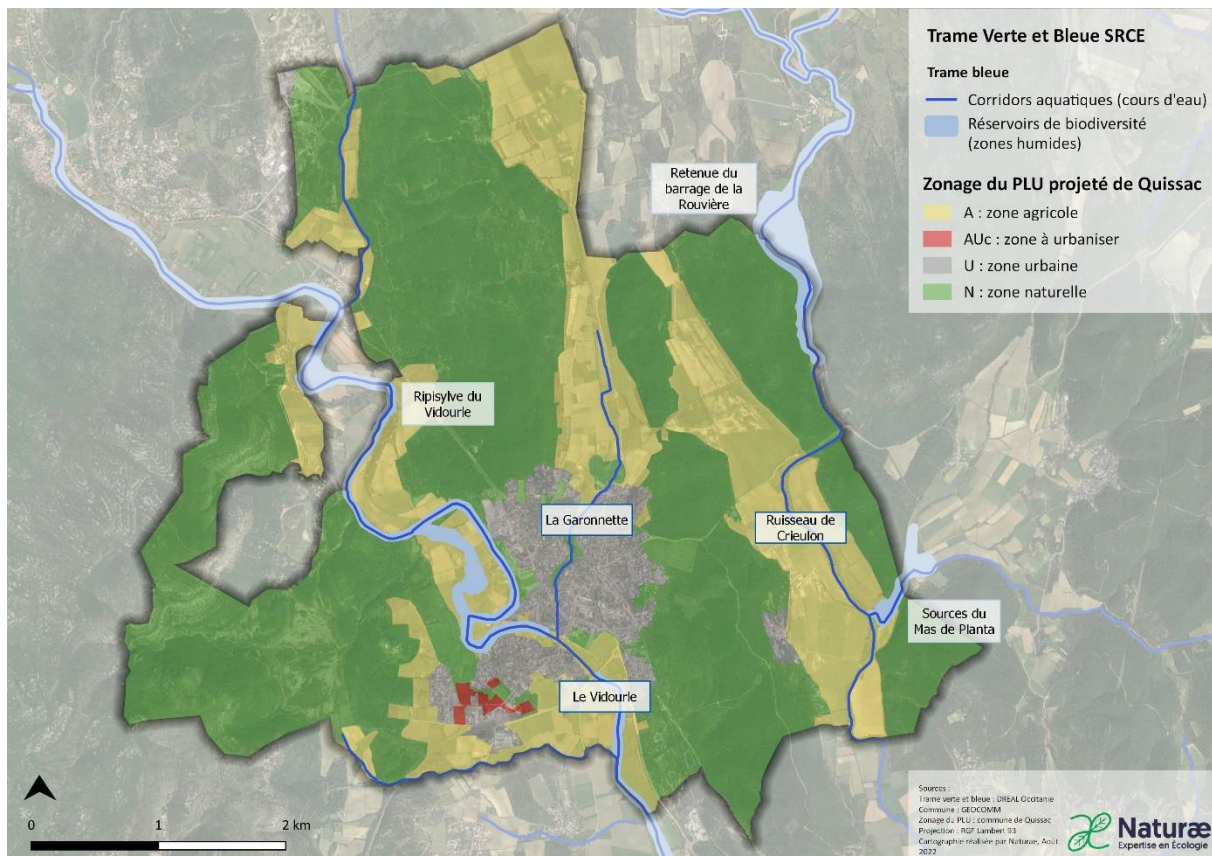 Trame Verte et Bleue SRCE
Trame bleue
Corridors aquatiques (cours d'eau)
Réservoirs de biodiversité
(zones humides)
Zonage du PLU projeté de Quissac
A : zone agricole
AUc : zone à urbaniser
U : zone urbaine
N : zone naturelle
Retenue du
barrage de la
Rouvière
Ripisylve du
Vidourle
La Garonnette
Ruisseau de
Crieulon
Sources du
Mas de Planta
Le Vidourle
0 1 2 km
Sources :
Trame verte et bleue : DREAL Occitanie
Commune : GEOCOMM
Zonage du PLU : commune de Quissac
Projection : RGF Lambert 93
Cartographie réalisée par Naturae, Août
2022
Naturæ
Expertise en Écologie